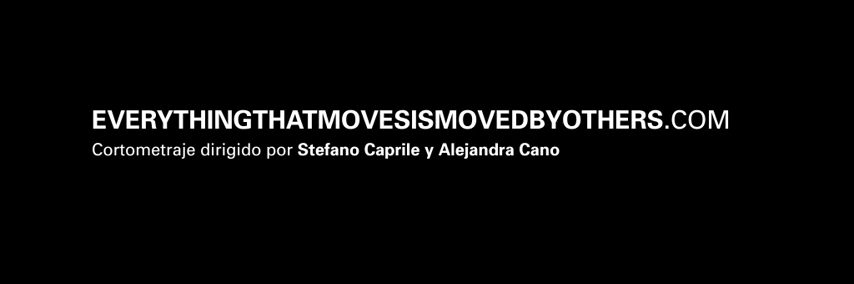 EVERYTHINGTHATMOVESISMOVEDBYOTHERS.COM
Cortometraje dirigido por Stefano Caprile y Alejandra Cano